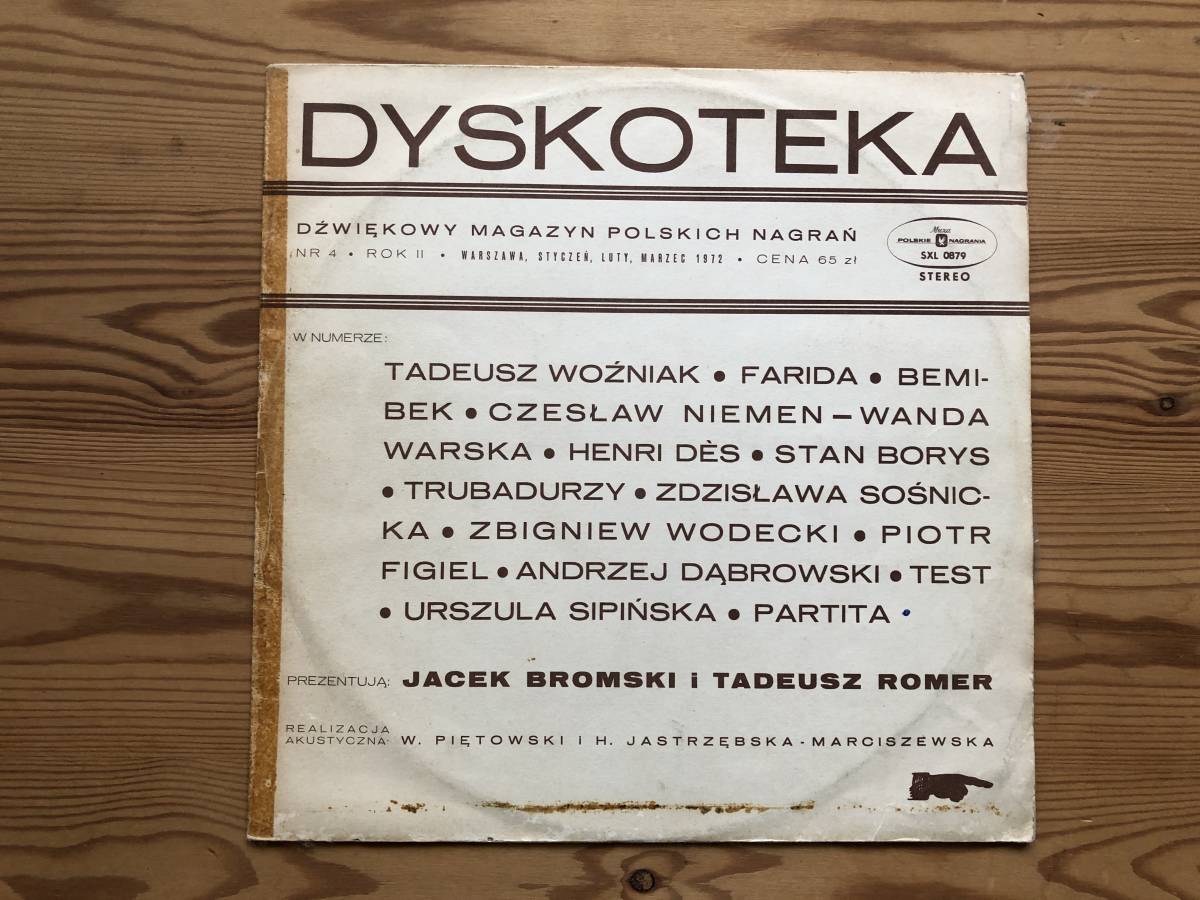 DYSKOTEKA
DŹWIĘKOWY MAGAZYN POLSKICH NAGRAŃ
NR 4 • ROK II • WARSZAWA, STYCZEŃ, LUTY, MARZEC 1972 • CENA 65 zł
Muza
POLSKIE NAGRANIA
SXL 0879
STEREO
W NUMERZE:
TADEUSZ WOŹNIAK • FARIDA • BEMI-
BEK • CZESŁAW NIEMEN – WANDA
WARSKA • HENRI DÈS • STAN BORYS
• TRUBADURZY • ZDZISŁAWA SOŚNIC-
KA • ZBIGNIEW WODECKI • PIOTR
FIGIEL • ANDRZEJ DĄBROWSKI • TEST
• URSZULA SIPIŃSKA • PARTITA •
PREZENTUJĄ: JACEK BROMSKI i TADEUSZ ROMER
REALIZACJA
AKUSTYCZNA: W. PIĘTOWSKI I H. JASTRZĘBSKA - MARCISZEWSKA